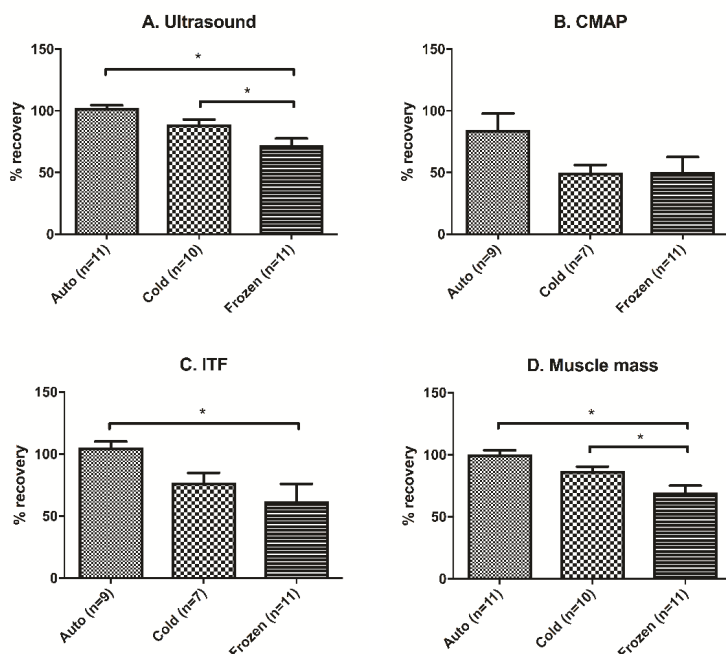 A. Ultrasound
150
100
50
0
% recovery
*
*
Auto (n=11)
Cold (n=10)
Frozen (n=11)
B. CMAP
150
100
50
0
% recovery
Auto (n=9)
Cold (n=7)
Frozen (n=11)
C. ITF
150
100
50
0
% recovery
*
Auto (n=9)
Cold (n=7)
Frozen (n=11)
D. Muscle mass
150
100
50
0
% recovery
*
*
Auto (n=11)
Cold (n=10)
Frozen (n=11)